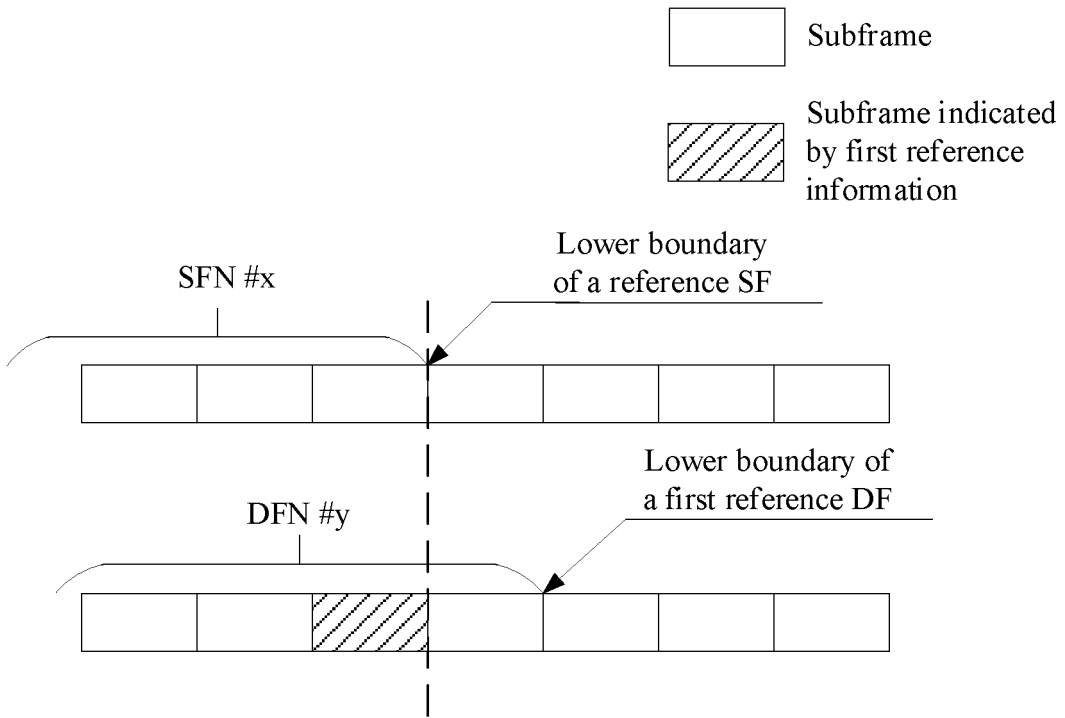 Subframe
Subframe indicated
by first reference
information
Lower boundary
of a reference SF
SFN #x
Lower boundary of
a first reference DF
DFN #y